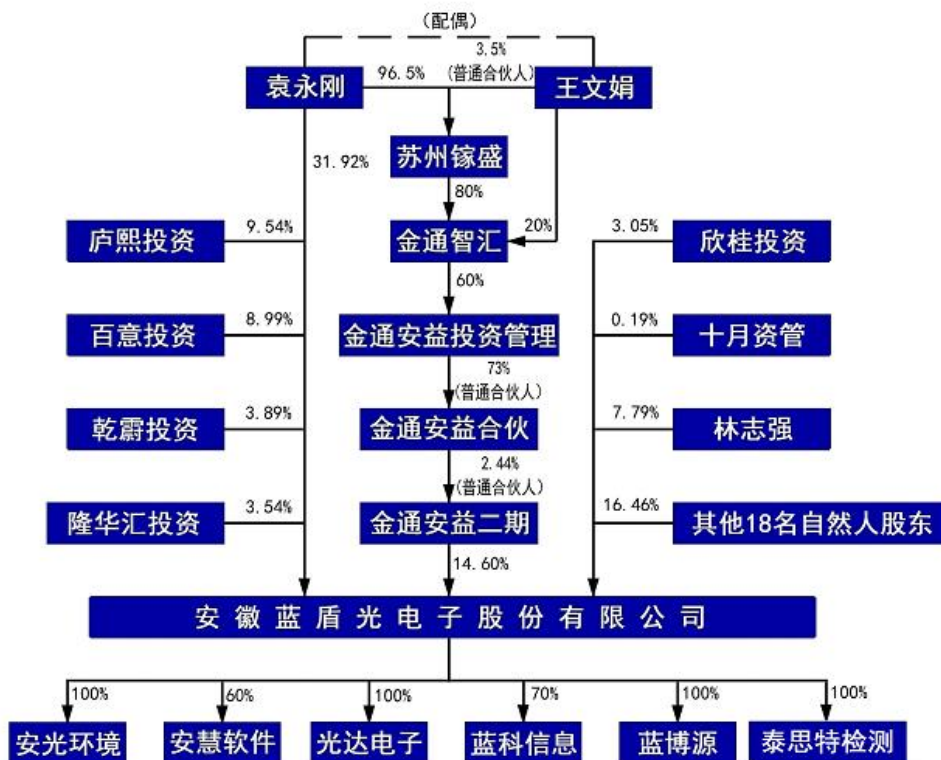 (配偶)
3.5%
96.5%
(普通合伙人)
袁永刚
王文娟
31.92%
苏州镓盛
80%
庐熙投资
9.54%
金通智汇
20%
3.05%
欣桂投资
60%
百意投资
8.99%
金通安益投资管理
0.19%
十月资管
73%
(普通合伙人)
乾霨投资
3.89%
金通安益合伙
7.79%
林志强
2.44%
(普通合伙人)
隆华汇投资
3.54%
金通安益二期
16.46%
其他18名自然人股东
14.60%
安徽蓝盾光电子股份有限公司
100%
60%
100%
70%
100%
100%
安光环境
安慧软件
光达电子
蓝科信息
蓝博源
泰思特检测